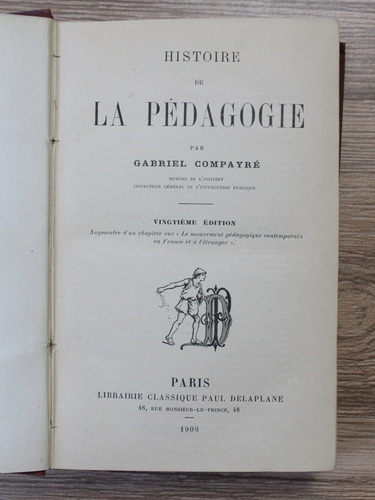 HISTOIRE
DE
LA PÉDAGOGIE
PAR
GABRIEL COMPAYRÉ
MEMBRE DE L'INSTITUT
INSPECTEUR GÉNÉRAL DE L'INSTRUCTION PUBLIQUE
VINGTIÈME ÉDITION
Augmentée d'un chapitre sur « Le mouvement pédagogique contemporain
en France et à l'étranger ».
PARIS
LIBRAIRIE CLASSIQUE PAUL DELAPLANE
48, RUE MONSIEUR-LE-PRINCE, 48
1909